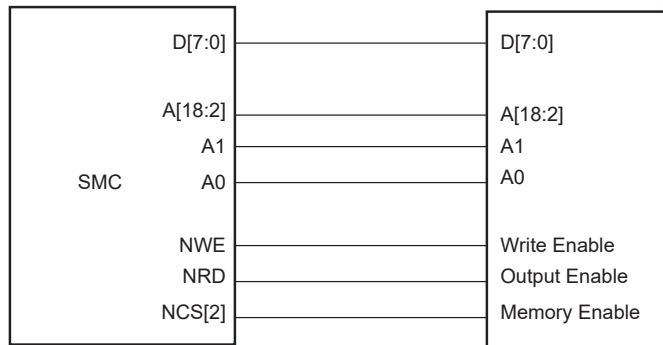 D[7:0] D[7:0]
A[18:2] A[18:2]
A1 A1
SMC A0 A0
NWE Write Enable
NRD Output Enable
NCS[2] Memory Enable